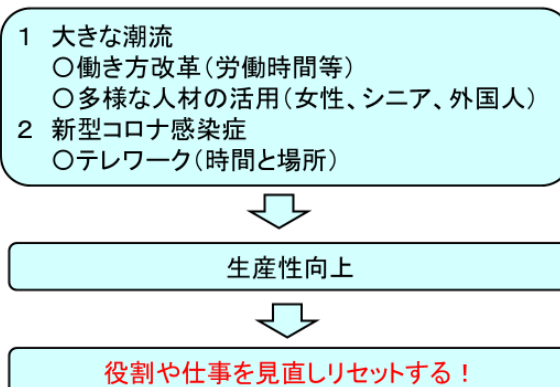 1 大きな潮流
〇働き方改革(労働時間等)
〇多様な人材の活用(女性、シニア、外国人)
2 新型コロナ感染症
〇テレワーク(時間と場所)
生産性向上
役割や仕事を見直しリセットする！